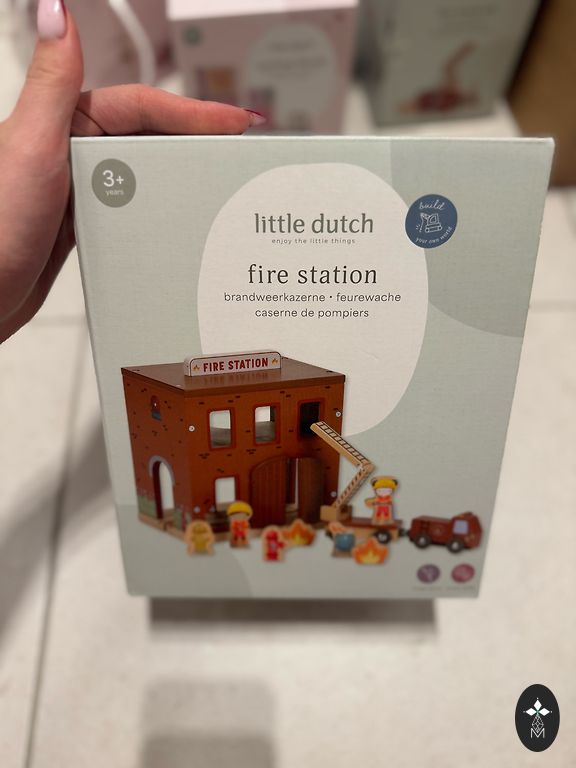 3+
years
little dutch
enjoy the little things
build
your own world
fire station
brandweerkazerne • feurewache
caserne de pompiers
FIRE STATION
M